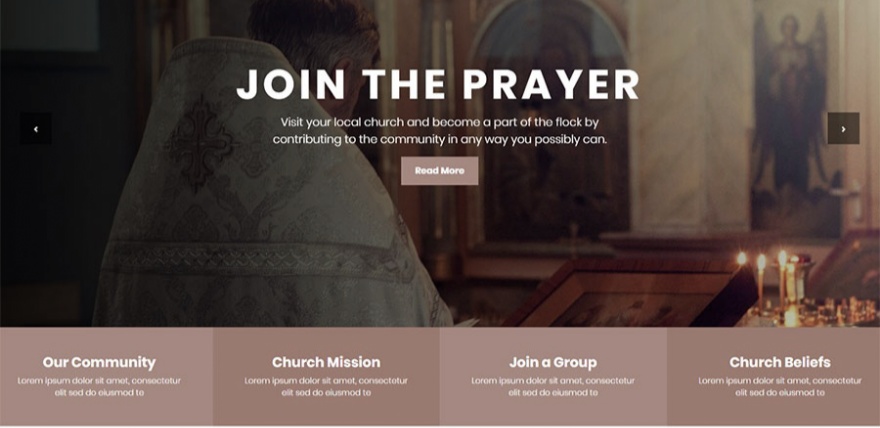 JOIN THE PRAYER
Visit your local church and become a part of the flock by
contributing to the community in any way you possibly can.
‹
›
Read More
Our Community
Lorem ipsum dolor sit amet, consectetur
elit sed do eiusmod te
Church Mission
Lorem ipsum dolor sit amet, consectetur
elit sed do eiusmod te
Join a Group
Lorem ipsum dolor sit amet, consectetur
elit sed do eiusmod te
Church Beliefs
Lorem ipsum dolor sit amet, consectetur
elit sed do eiusmod te